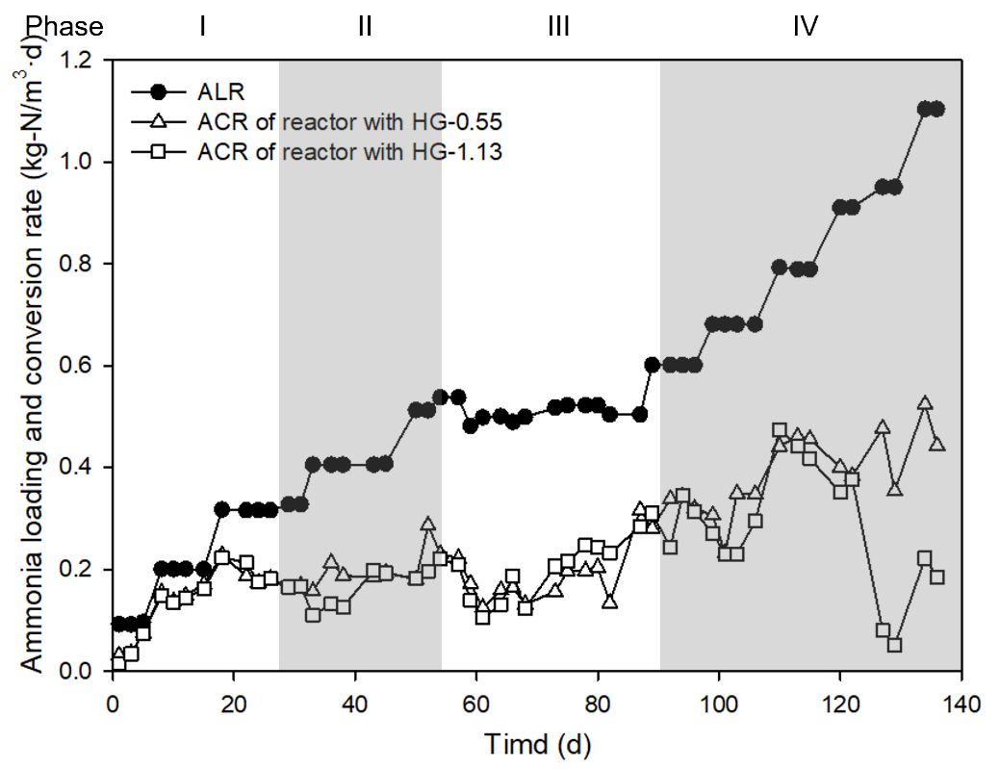 Phase I II III IV
Ammonia loading and conversion rate (kg-N/m³·d)
1.2
1.0
0.8
0.6
0.4
0.2
0.0
ALR
ACR of reactor with HG-0.55
ACR of reactor with HG-1.13
0 20 40 60 80 100 120 140
Timd (d)